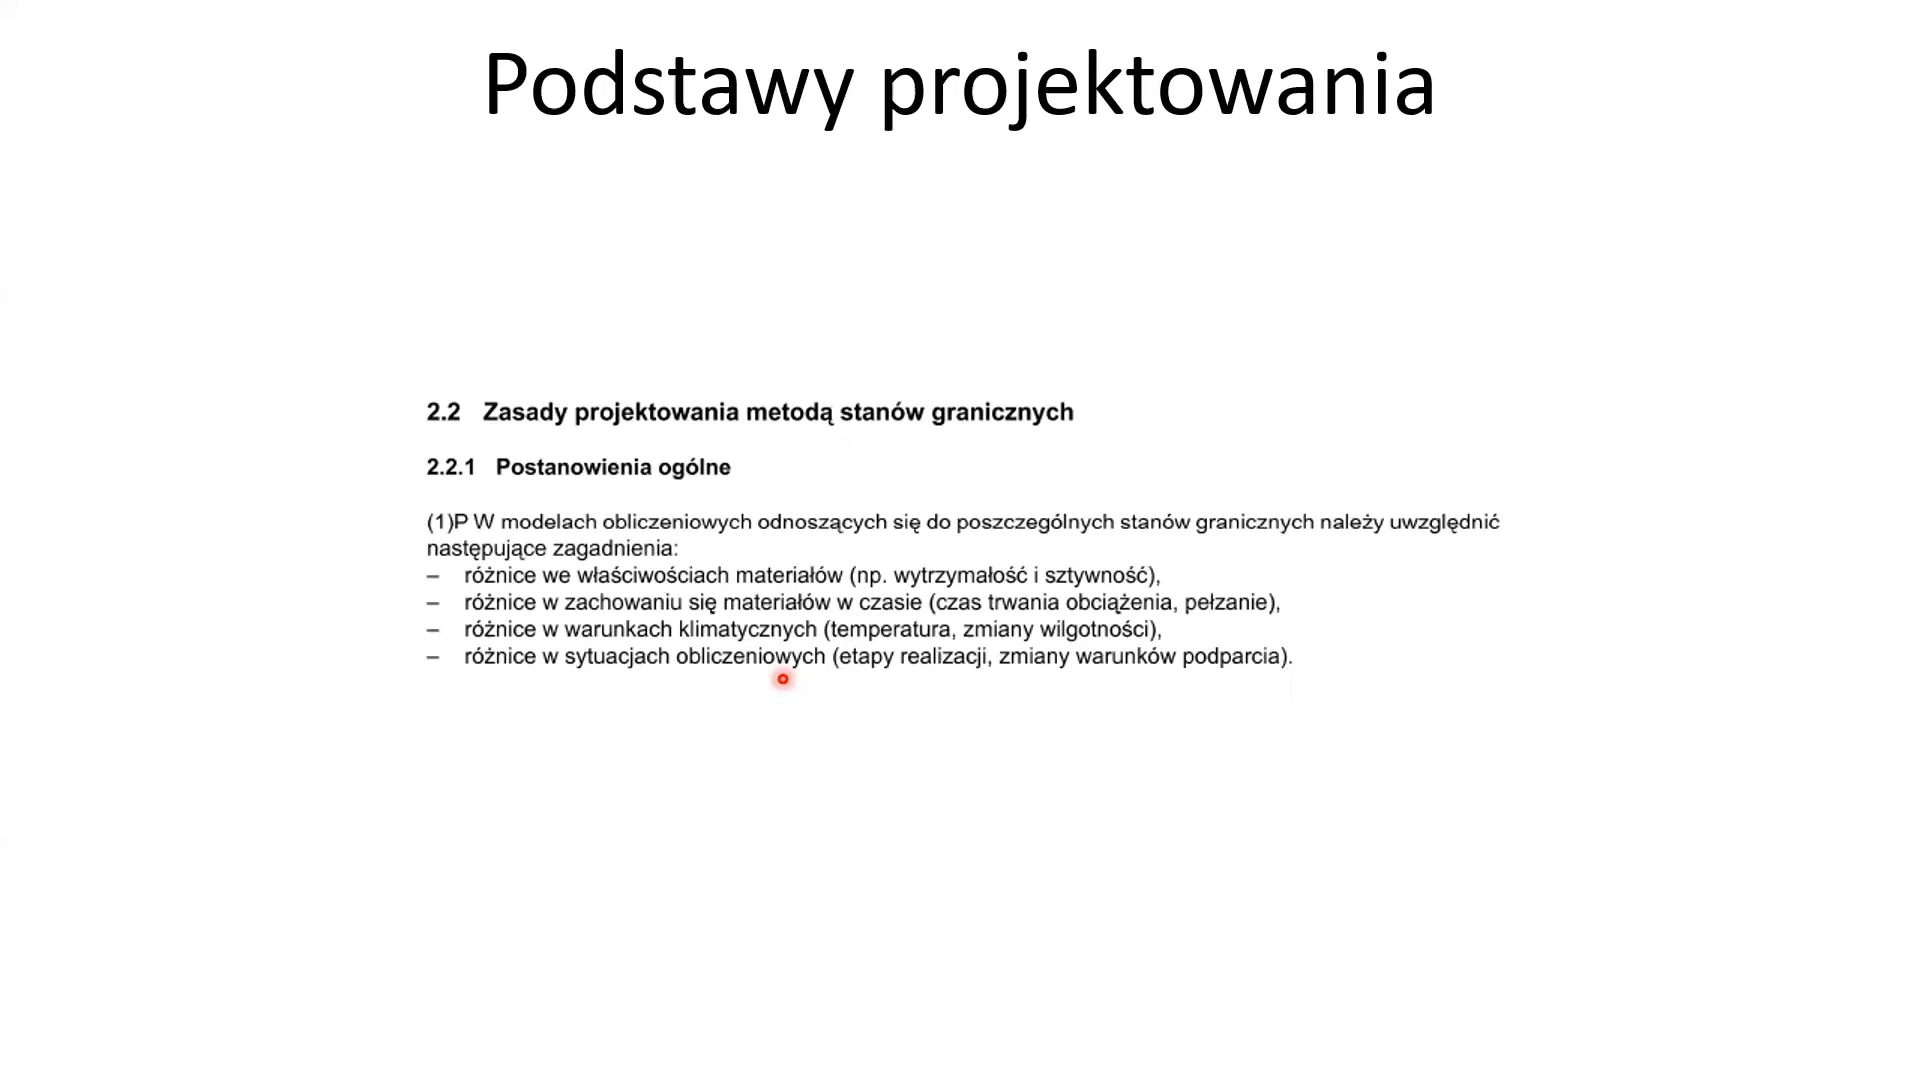 Podstawy projektowania
2.2 Zasady projektowania metodą stanów granicznych
2.2.1 Postanowienia ogólne
(1)P W modelach obliczeniowych odnoszących się do poszczególnych stanów granicznych należy uwzględnić
następujące zagadnienia:
– różnice we właściwościach materiałów (np. wytrzymałość i sztywność),
– różnice w zachowaniu się materiałów w czasie (czas trwania obciążenia, pełzanie),
– różnice w warunkach klimatycznych (temperatura, zmiany wilgotności),
– różnice w sytuacjach obliczeniowych (etapy realizacji, zmiany warunków podparcia).